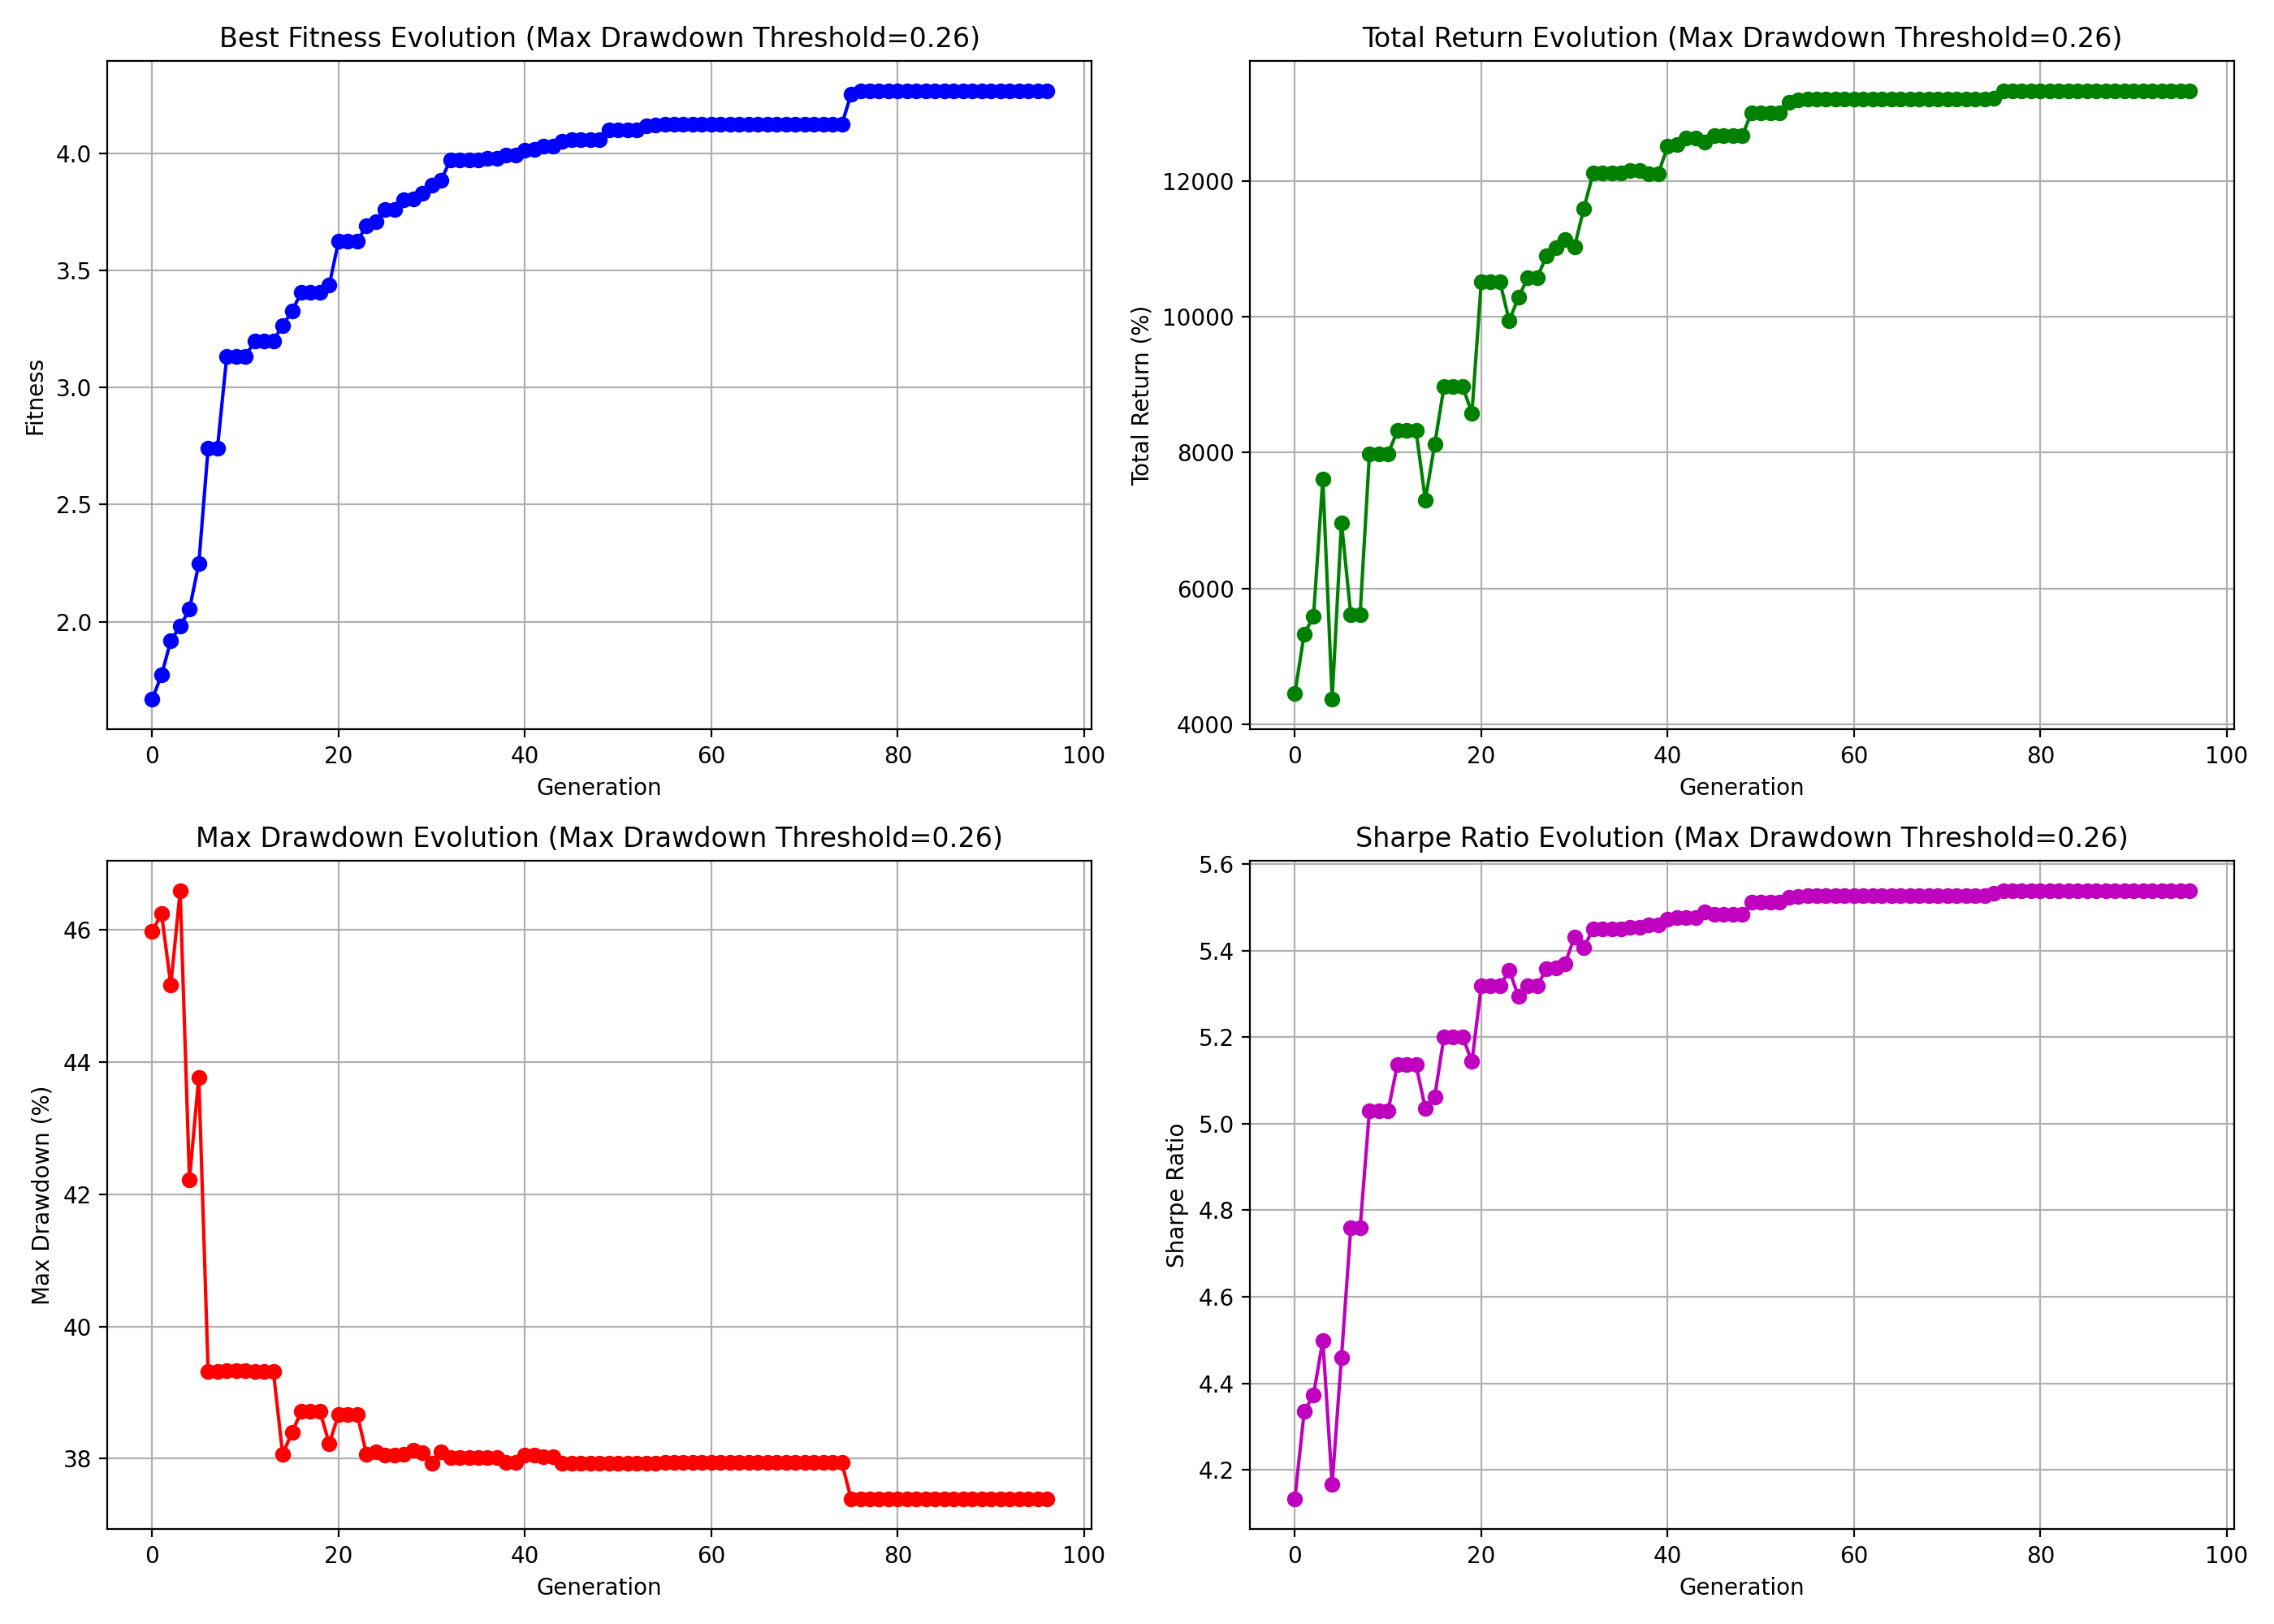 Best Fitness Evolution (Max Drawdown Threshold=0.26)
Fitness
4.0
3.5
3.0
2.5
2.0
0 20 40 60 80 100
Generation
Total Return Evolution (Max Drawdown Threshold=0.26)
Total Return (%)
12000
10000
8000
6000
4000
0 20 40 60 80 100
Generation
Max Drawdown Evolution (Max Drawdown Threshold=0.26)
Max Drawdown (%)
46
44
42
40
38
0 20 40 60 80 100
Generation
Sharpe Ratio Evolution (Max Drawdown Threshold=0.26)
Sharpe Ratio
5.6
5.4
5.2
5.0
4.8
4.6
4.4
4.2
0 20 40 60 80 100
Generation